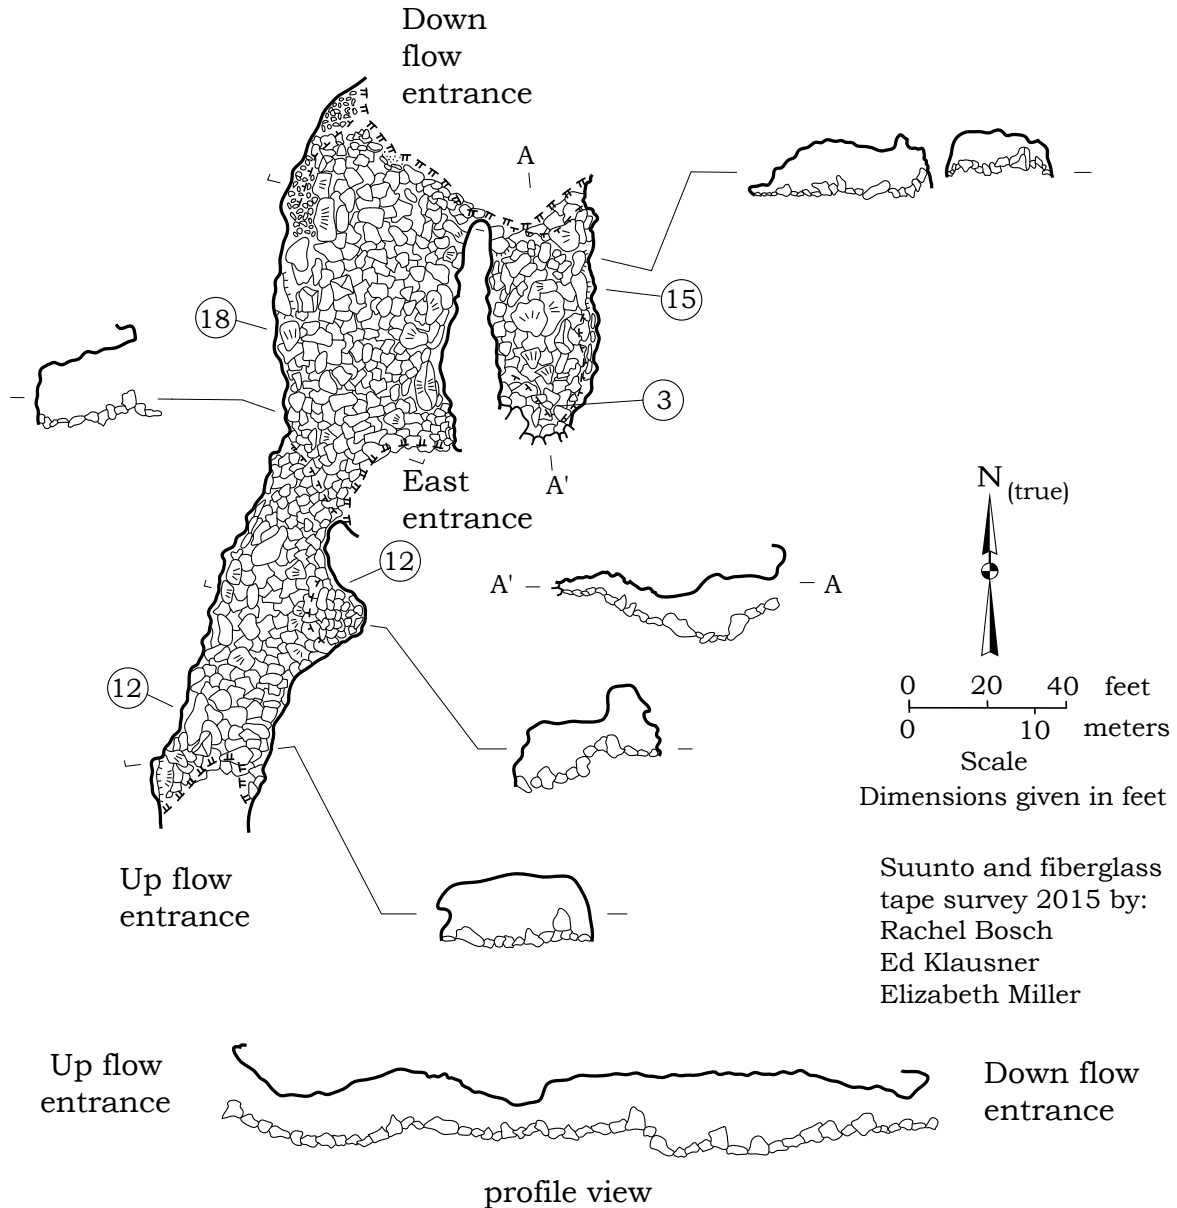 Down
flow
entrance
A
18
15
3
East
entrance
A'
N
(true)
12
A'
A
12
0 20 40 feet
0 10 meters
Scale
Dimensions given in feet
Up flow
entrance
Suunto and fiberglass
tape survey 2015 by:
Rachel Bosch
Ed Klausner
Elizabeth Miller
Up flow
entrance
Down flow
entrance
profile view